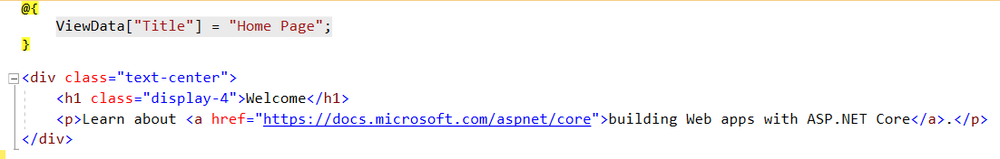 @{
    ViewData["Title"] = "Home Page";
}
<div class="text-center">
    <h1 class="display-4">Welcome</h1>
    <p>Learn about <a href="https://docs.microsoft.com/aspnet/core">building Web apps with ASP.NET Core</a>.</p>
</div>